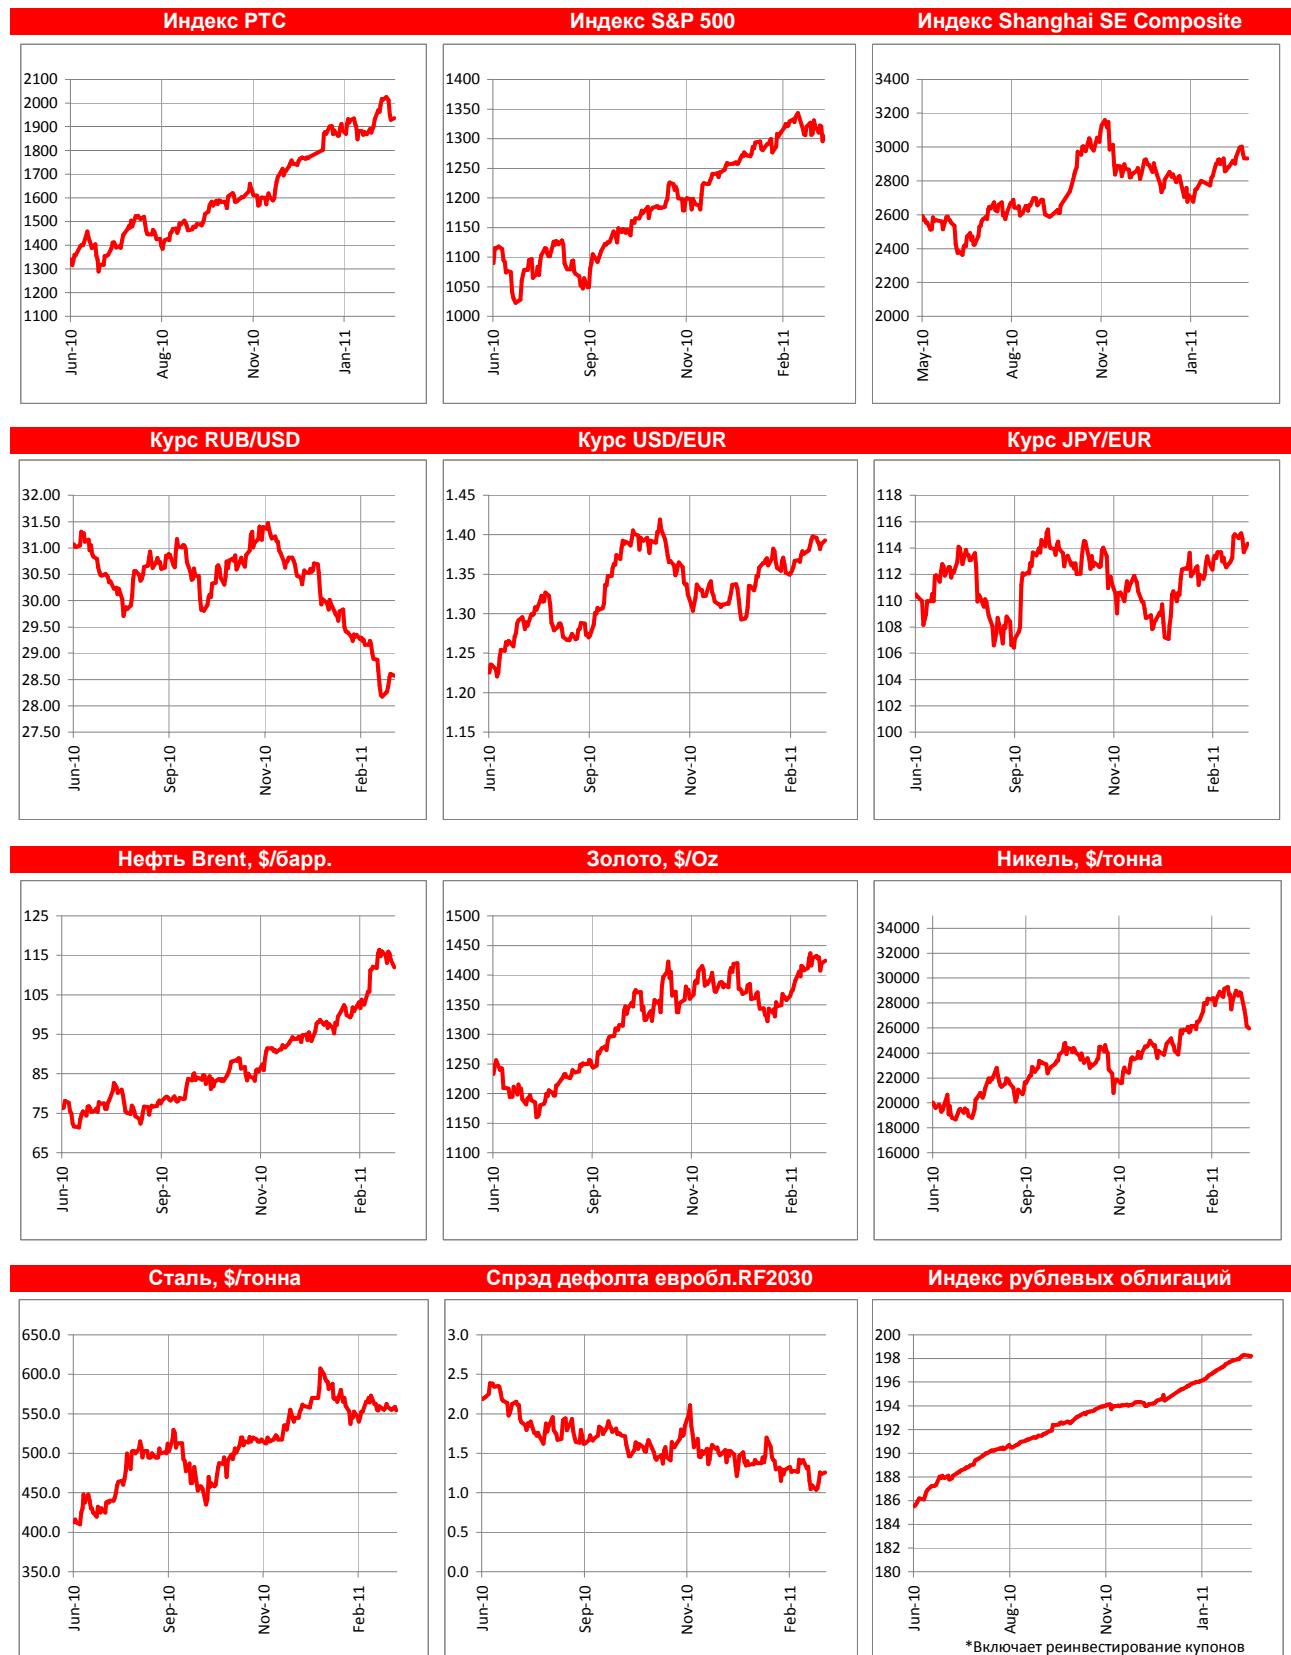 Индекс РТС
Индекс S&P 500
Индекс Shanghai SE Composite
2100
2000
1900
1800
1700
1600
1500
1400
1300
1200
1100
Jun-10
Aug-10
Nov-10
Jan-11
1400
1350
1300
1250
1200
1150
1100
1050
1000
Jun-10
Sep-10
Nov-10
Feb-11
3400
3200
3000
2800
2600
2400
2200
2000
May-10
Aug-10
Nov-10
Jan-11
Курс RUB/USD
Курс USD/EUR
Курс JPY/EUR
32.00
31.50
31.00
30.50
30.00
29.50
29.00
28.50
28.00
27.50
Jun-10
Sep-10
Nov-10
Feb-11
1.45
1.40
1.35
1.30
1.25
1.20
1.15
Jun-10
Sep-10
Nov-10
Feb-11
118
116
114
112
110
108
106
104
102
100
Jun-10
Sep-10
Nov-10
Feb-11
Нефть Brent, $/барр.
Золото, $/Oz
Никель, $/тонна
125
115
105
95
85
75
65
Jun-10
Sep-10
Nov-10
Feb-11
1500
1450
1400
1350
1300
1250
1200
1150
1100
Jun-10
Sep-10
Nov-10
Feb-11
34000
32000
30000
28000
26000
24000
22000
20000
18000
16000
Jun-10
Sep-10
Nov-10
Feb-11
Сталь, $/тонна
Спрэд дефолта евробл.RF2030
Индекс рублевых облигаций
650.0
600.0
550.0
500.0
450.0
400.0
350.0
Jun-10
Sep-10
Nov-10
Feb-11
3.0
2.5
2.0
1.5
1.0
0.5
0.0
Jun-10
Sep-10
Nov-10
Feb-11
200
198
196
194
192
190
188
186
184
182
180
Jun-10
Aug-10
Nov-10
Jan-11
*Включает реинвестирование купонов